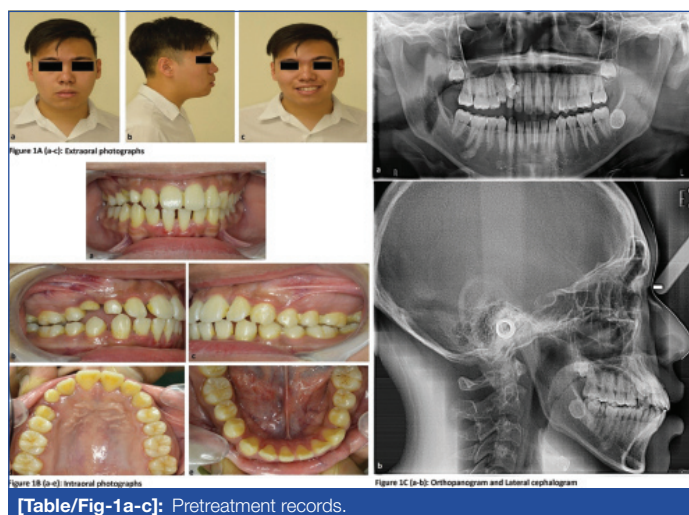 a
b
c
Figure 1A (a-c): Extraoral photographs
a
R
L
a
b
c
e
b
Figure 1B (a-e): Intraoral photographs
Figure 1C (a-b): Orthopanogram and Lateral cephalogram
[Table/Fig-1a-c]: Pretreatment records.